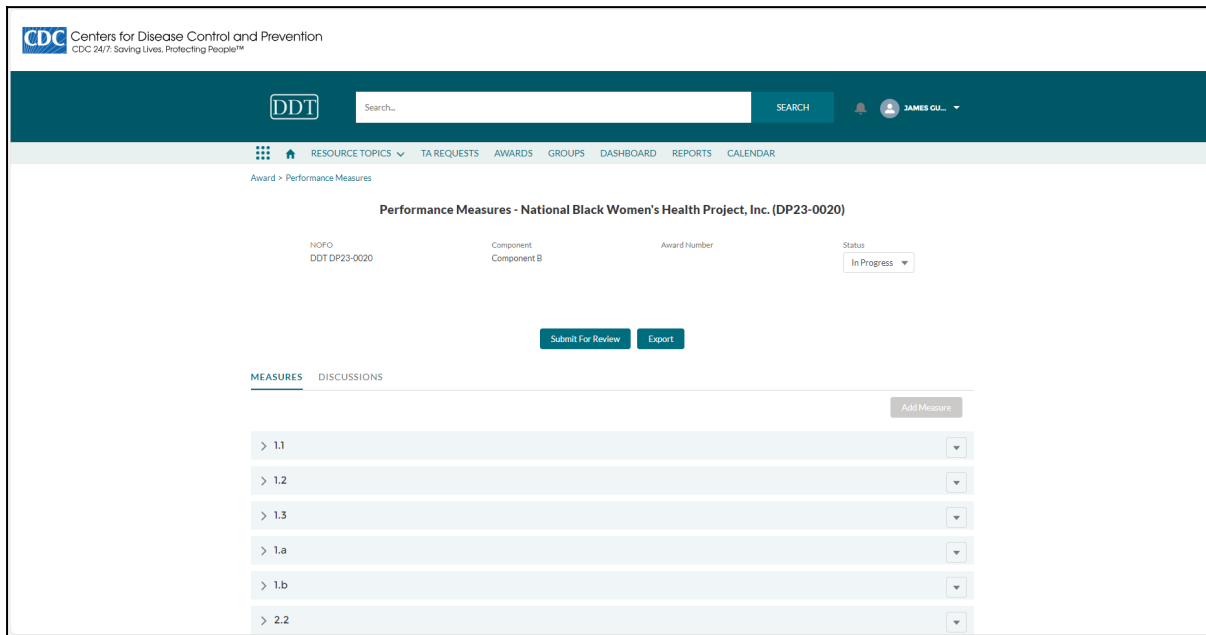 CDC Centers for Disease Control and Prevention
CDC 24/7: Saving Lives, Protecting People™
DDT Search... SEARCH JAMES GU...
RESOURCE TOPICS TA REQUESTS AWARDS GROUPS DASHBOARD REPORTS CALENDAR
Award > Performance Measures
Performance Measures - National Black Women's Health Project, Inc. (DP23-0020)
NOFO Component Award Number Status
DDT DP23-0020 Component B In Progress
Submit For Review Export
MEASURES DISCUSSIONS
Add Measure
1.1
1.2
1.3
1.a
1.b
2.2